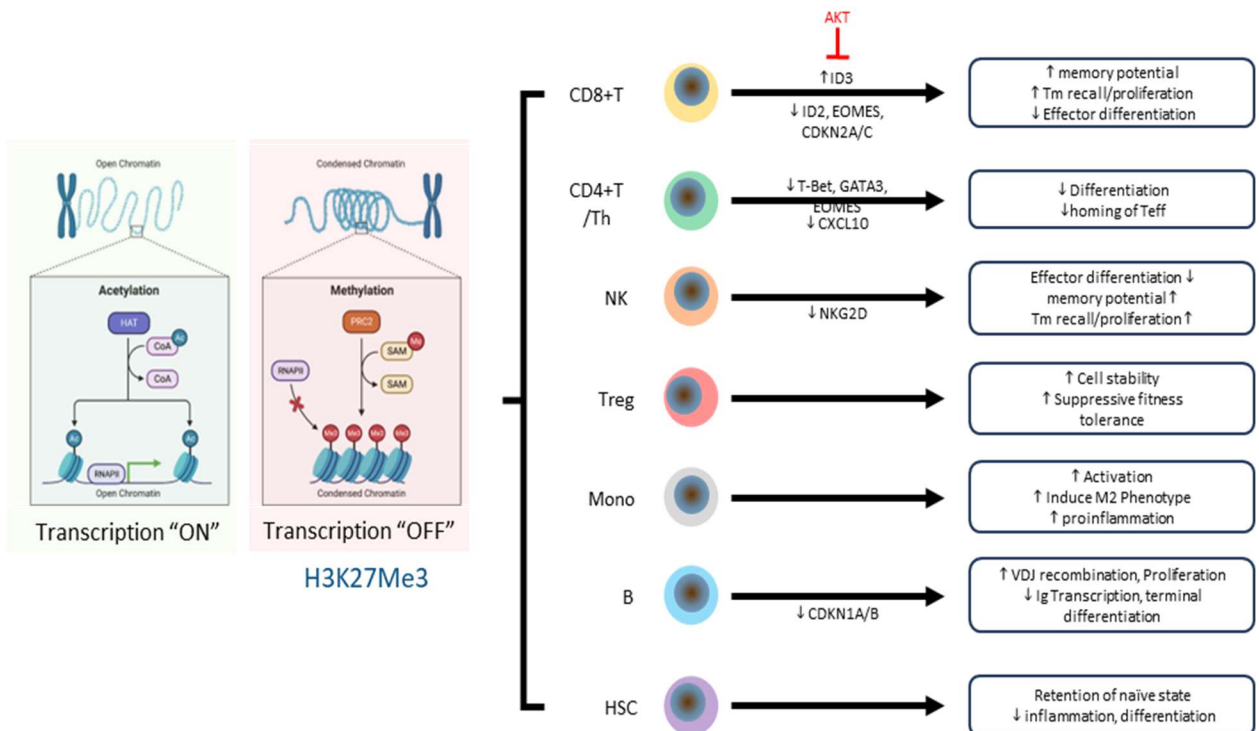 Open Chromatin
Acetylation
HAT
CoA
Ac
CoA
Ac
Ac
RNAPII
Open Chromatin
Transcription “ON”
Condensed Chromatin
Methylation
PRC2
SAM
Me
RNAPII
SAM
Me3
Me3
Me3
Me3
Condensed Chromatin
Transcription “OFF”
H3K27Me3
AKT
CD8+T
↑ID3
↓ID2, EOMES,
CDKN2A/C
↑ memory potential
↑ Tm recall/proliferation
↓ Effector differentiation
CD4+T
/Th
↓T-Bet, GATA3,
EOMES
↓CXCL10
↓ Differentiation
↓homing of Teff
NK
↓NKG2D
Effector differentiation ↓
memory potential ↑
Tm recall/proliferation ↑
Treg
↑ Cell stability
↑ Suppressive fitness
tolerance
Mono
↑ Activation
↑ Induce M2 Phenotype
↑ proinflammation
B
↓CDKN1A/B
↑ VDJ recombination, Proliferation
↓ Ig Transcription, terminal
differentiation
HSC
Retention of naïve state
↓ inflammation, differentiation